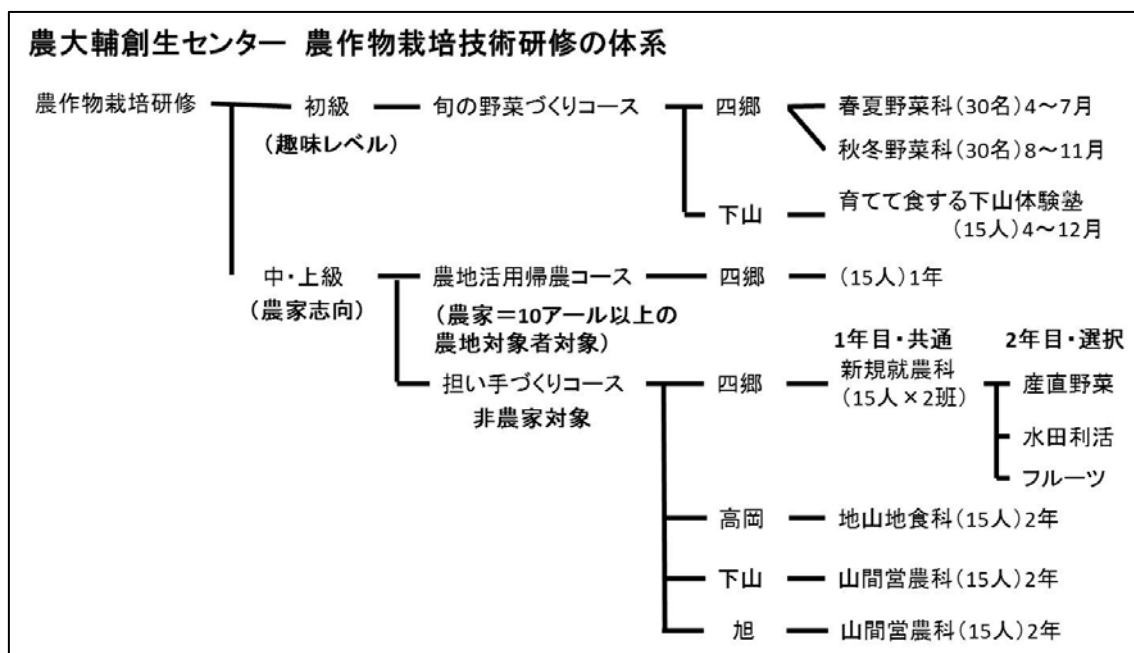 農大輔創生センター 農作物栽培技術研修の体系
農作物栽培研修
初級
(趣味レベル)
旬の野菜づくりコース
四郷
春夏野菜科(30名)4～7月
秋冬野菜科(30名)8～11月
下山
育てて食する下山体験塾
(15人)4～12月
中・上級
(農家志向)
農地活用帰農コース
(農家＝10アール以上の
農地対象者対象)
四郷
(15人)1年
担い手づくりコース
非農家対象
四郷
1年目・共通
新規就農科
(15人×2班)
2年目・選択
産直野菜
水田利活
フルーツ
高岡
地山地食科(15人)2年
下山
山間営農科(15人)2年
旭
山間営農科(15人)2年